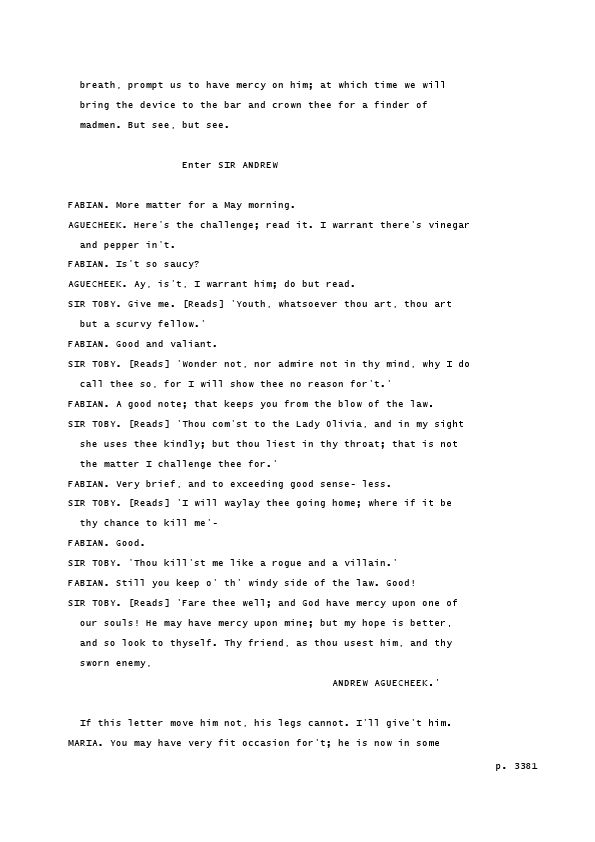 breath, prompt us to have mercy on him; at which time we will
bring the device to the bar and crown thee for a finder of
madmen. But see, but see.
Enter SIR ANDREW
FABIAN. More matter for a May morning.
AGUECHEEK. Here's the challenge; read it. I warrant there's vinegar
and pepper in't.
FABIAN. Is't so saucy?
AGUECHEEK. Ay, is't, I warrant him; do but read.
SIR TOBY. Give me. [Reads] 'Youth, whatsoever thou art, thou art
but a scurvy fellow.'
FABIAN. Good and valiant.
SIR TOBY. [Reads] 'Wonder not, nor admire not in thy mind, why I do
call thee so, for I will show thee no reason for't.'
FABIAN. A good note; that keeps you from the blow of the law.
SIR TOBY. [Reads] 'Thou com'st to the Lady Olivia, and in my sight
she uses thee kindly; but thou liest in thy throat; that is not
the matter I challenge thee for.'
FABIAN. Very brief, and to exceeding good sense- less.
SIR TOBY. [Reads] 'I will waylay thee going home; where if it be
thy chance to kill me'-
FABIAN. Good.
SIR TOBY. 'Thou kill'st me like a rogue and a villain.'
FABIAN. Still you keep o' th' windy side of the law. Good!
SIR TOBY. [Reads] 'Fare thee well; and God have mercy upon one of
our souls! He may have mercy upon mine; but my hope is better,
and so look to thyself. Thy friend, as thou usest him, and thy
sworn enemy,
ANDREW AGUECHEEK.'
If this letter move him not, his legs cannot. I'll give't him.
MARIA. You may have very fit occasion for't; he is now in some
p. 3381